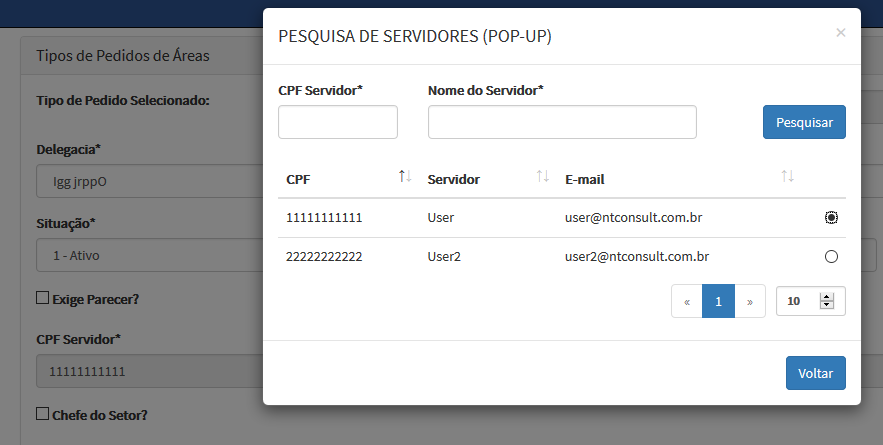 PESQUISA DE SERVIDORES (POP-UP) ×
CPF Servidor* Nome do Servidor*
Pesquisar
CPF Servidor E-mail
11111111111 User user@ntconsult.com.br
22222222222 User2 user2@ntconsult.com.br
« 1 » 10
Voltar
Tipos de Pedidos de Áreas
Tipo de Pedido Selecionado:
Delegacia*
Igg jrppO
Situação*
1 - Ativo
Exige Parecer?
CPF Servidor*
11111111111
Chefe do Setor?